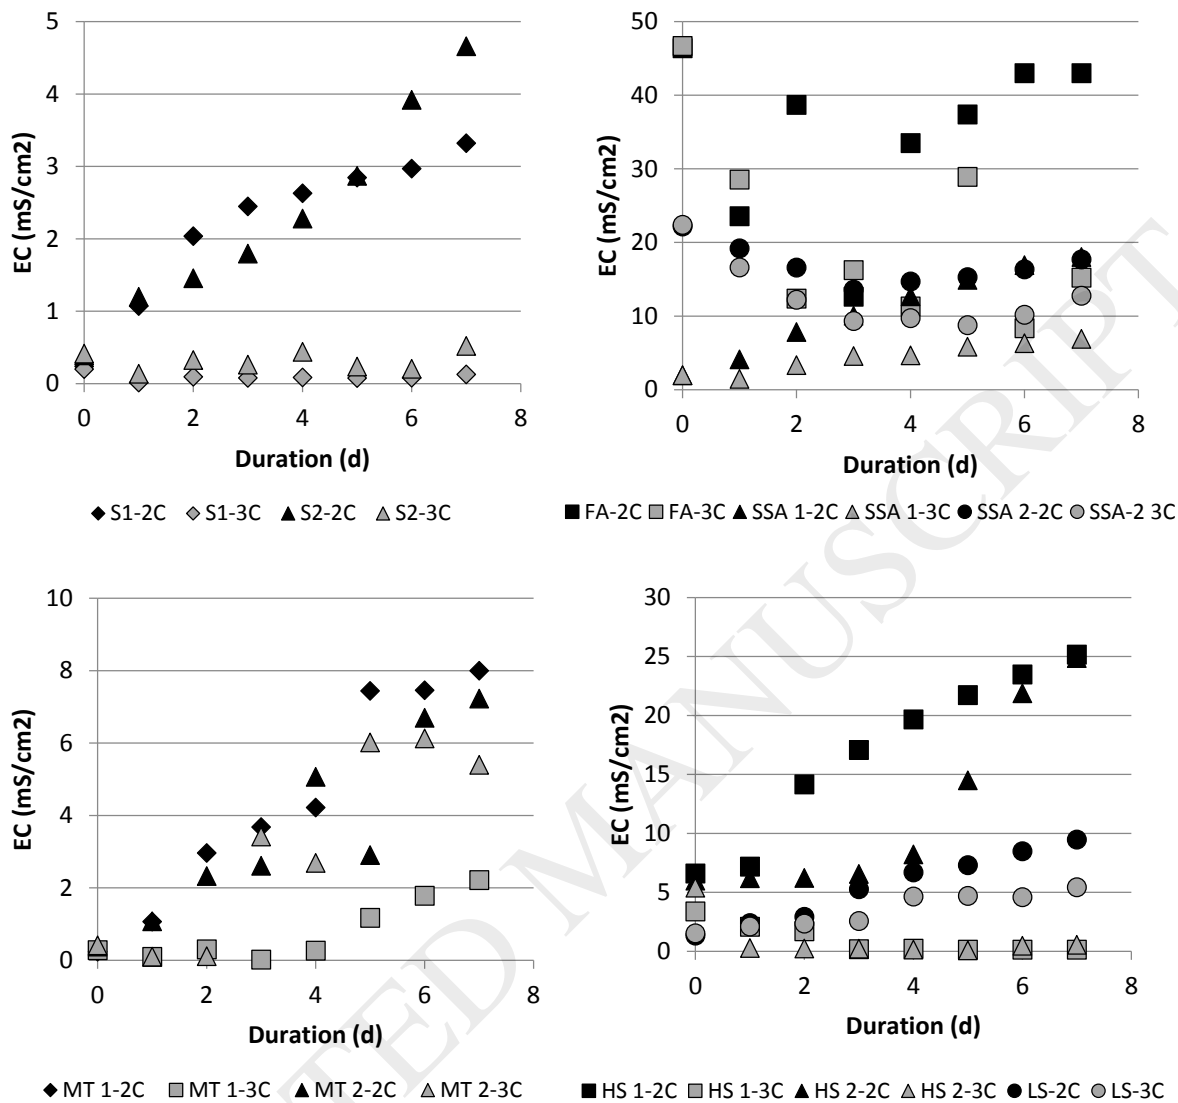 5
4
3
2
1
0
0 2 4 6 8
EC (mS/cm2)
Duration (d)
S1-2C S1-3C S2-2C S2-3C
50
40
30
20
10
0
0 2 4 6 8
EC (mS/cm2)
Duration (d)
FA-2C FA-3C SSA 1-2C SSA 1-3C SSA 2-2C SSA-2 3C
10
8
6
4
2
0
0 2 4 6 8
EC (mS/cm2)
Duration (d)
MT 1-2C MT 1-3C MT 2-2C MT 2-3C
30
25
20
15
10
5
0
0 2 4 6 8
EC (mS/cm2)
Duration (d)
HS 1-2C HS 1-3C HS 2-2C HS 2-3C LS-2C LS-3C
TED MANUSCRIPT